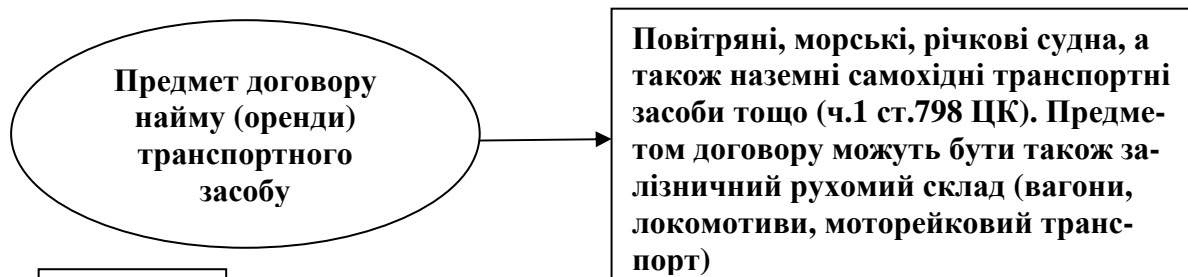 Предмет договору
найму (оренди)
транспортного
засобу
Повітряні, морські, річкові судна, а
також наземні самохідні транспортні
засоби тощо (ч.1 ст.798 ЦК). Предме-
том договору можуть бути також за-
лізничний рухомий склад (вагони,
локомотиви, моторейковий транс-
порт)